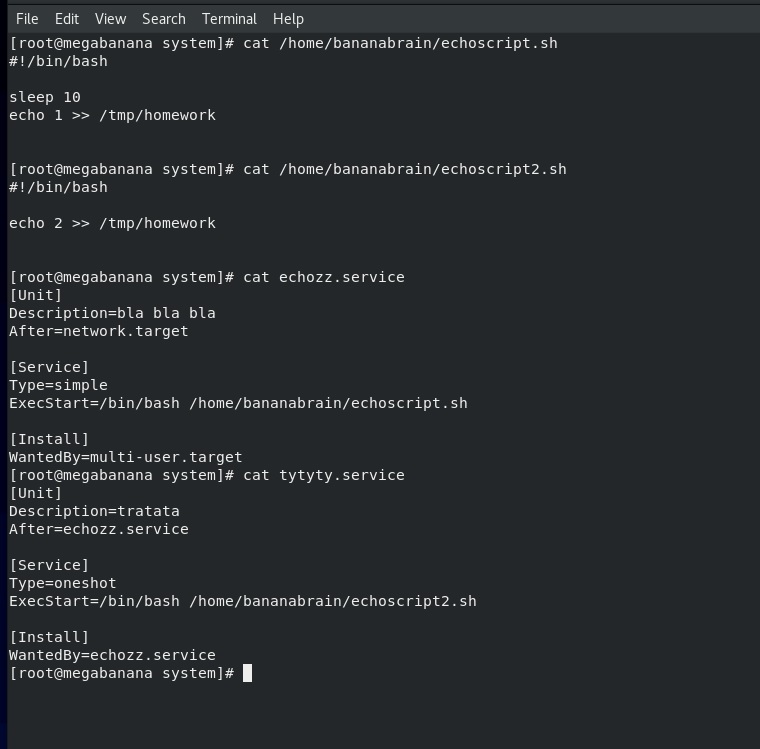 File Edit View Search Terminal Help
[root@megabanana system]# cat /home/bananabrain/echoscript.sh
#!/bin/bash
sleep 10
echo 1 >> /tmp/homework
[root@megabanana system]# cat /home/bananabrain/echoscript2.sh
#!/bin/bash
echo 2 >> /tmp/homework
[root@megabanana system]# cat echozz.service
[Unit]
Description=bla bla bla
After=network.target
[Service]
Type=simple
ExecStart=/bin/bash /home/bananabrain/echoscript.sh
[Install]
WantedBy=multi-user.target
[root@megabanana system]# cat tytyty.service
[Unit]
Description=tratata
After=echozz.service
[Service]
Type=oneshot
ExecStart=/bin/bash /home/bananabrain/echoscript2.sh
[Install]
WantedBy=echozz.service
[root@megabanana system]#